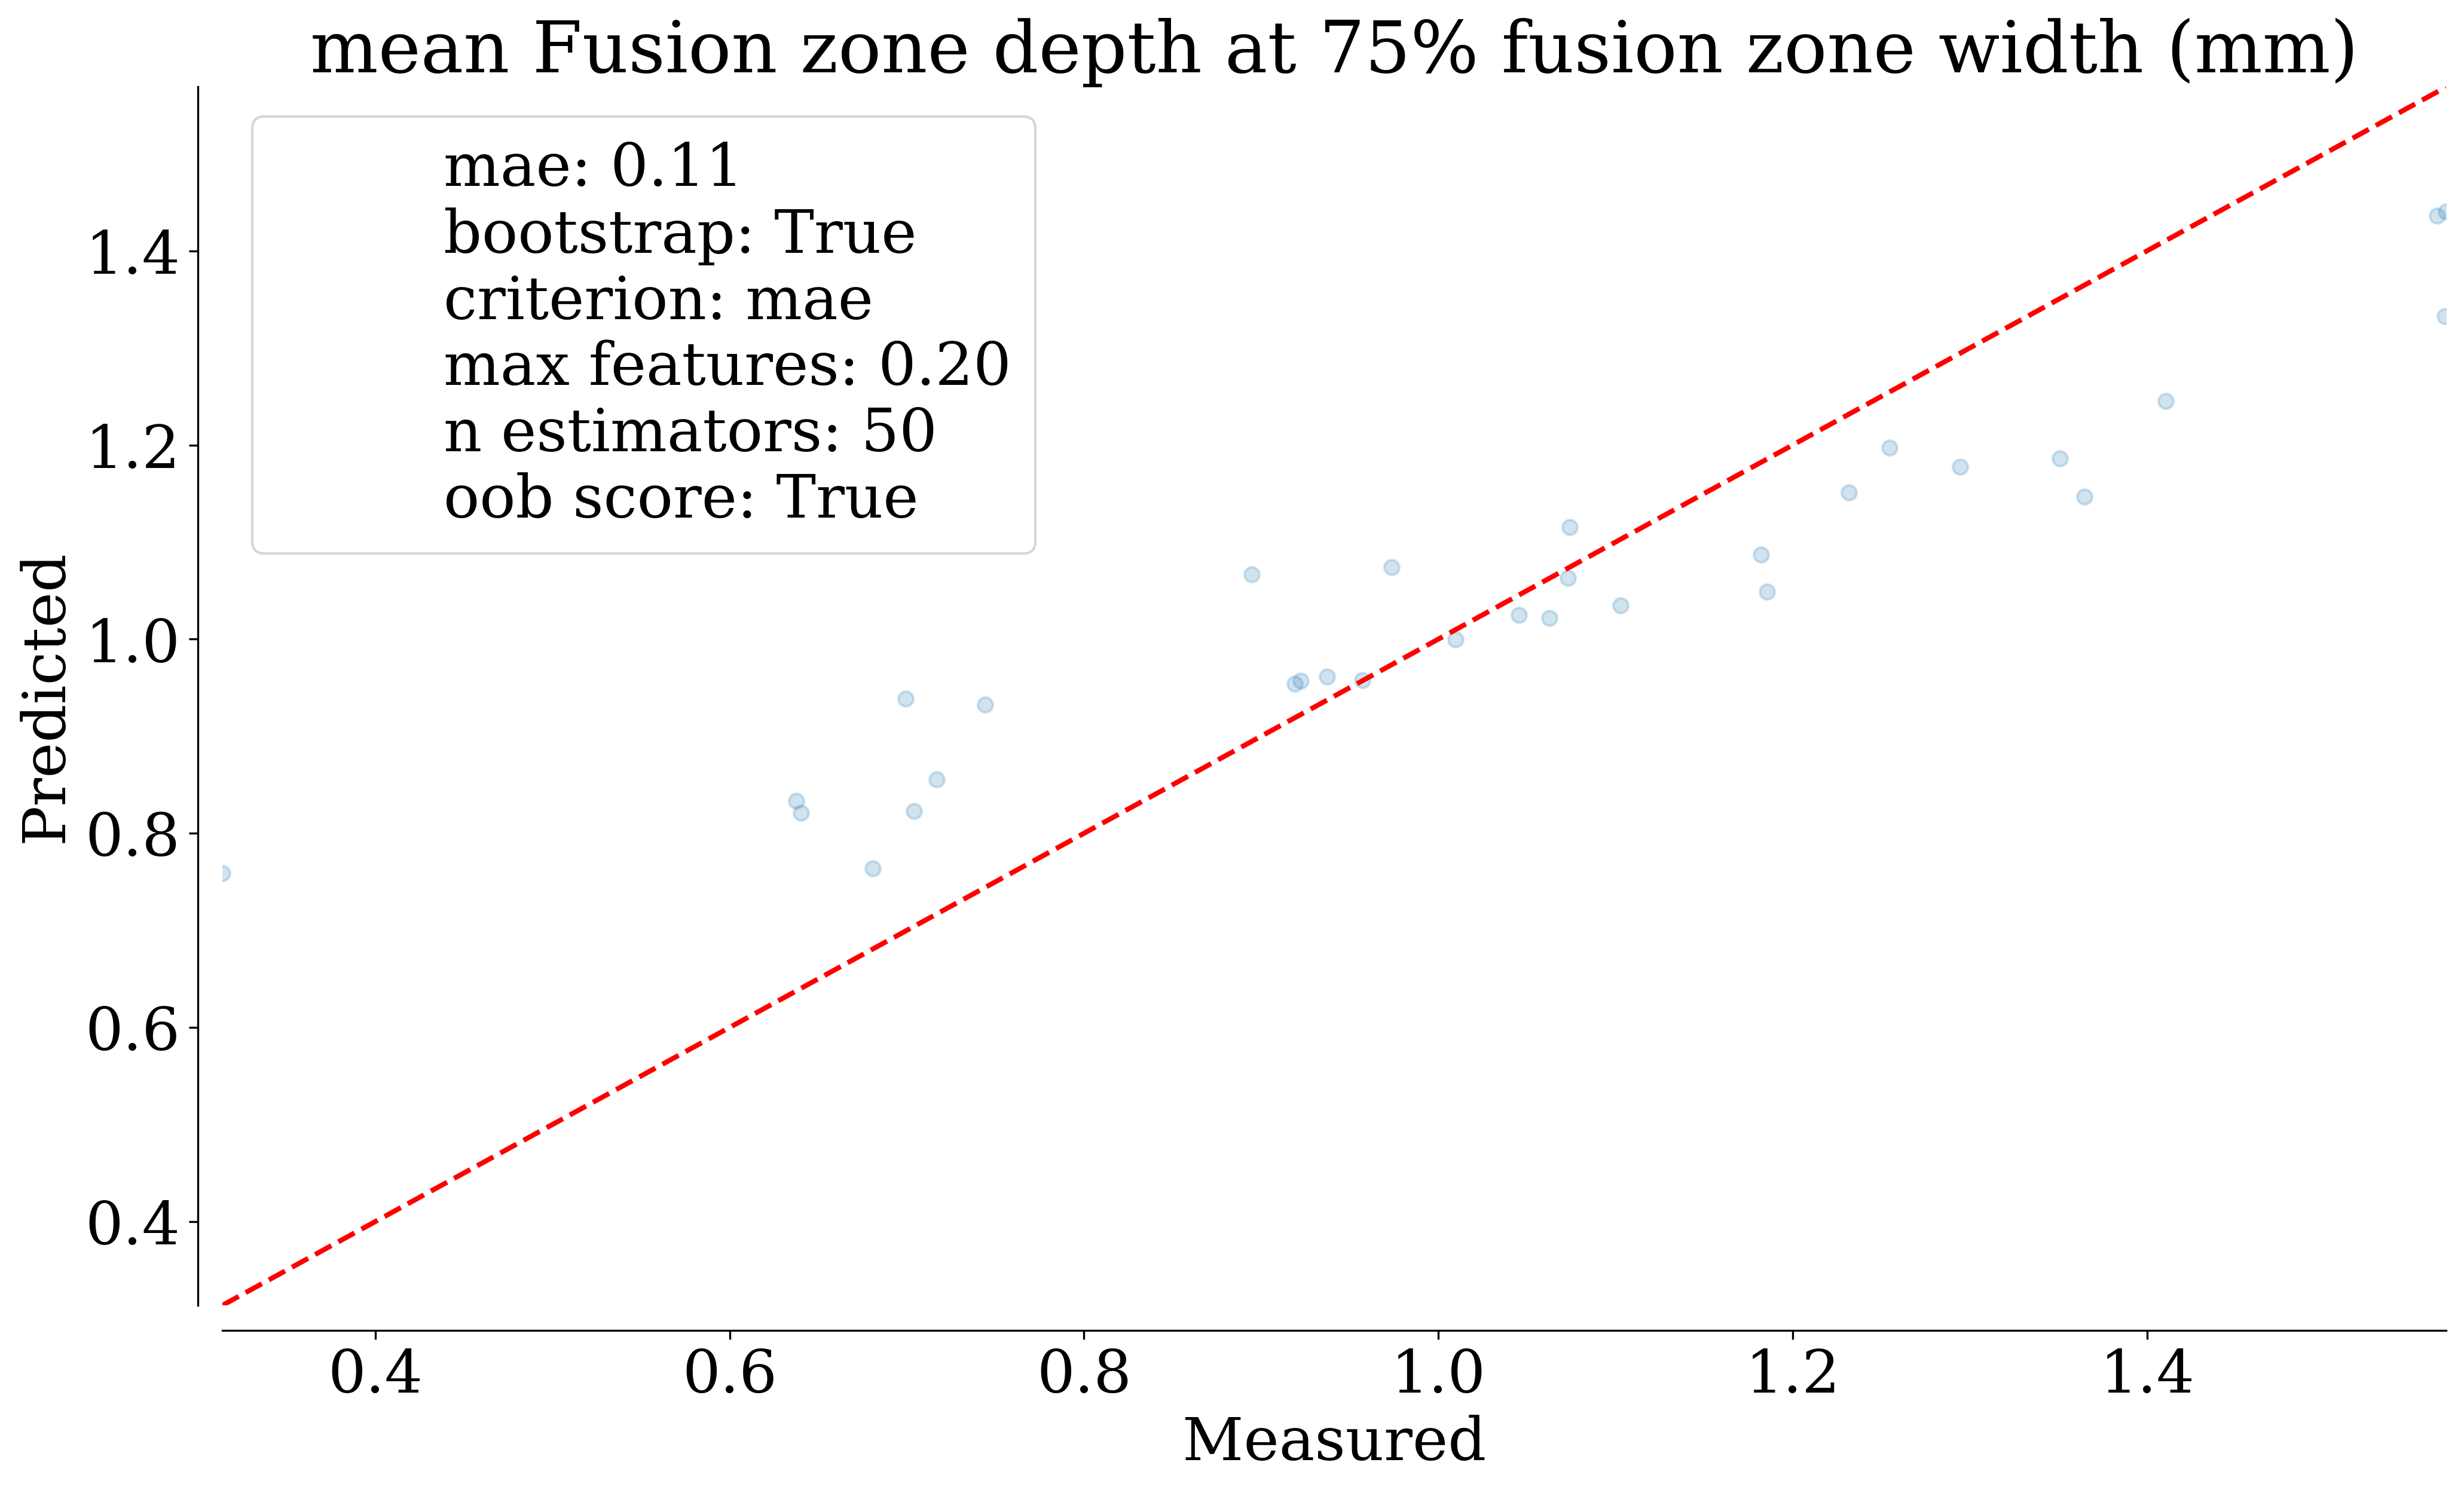 mean Fusion zone depth at 75% fusion zone width (mm)
mae: 0.11
bootstrap: True
criterion: mae
max features: 0.20
n estimators: 50
oob score: True
Predicted
1.4
1.2
1.0
0.8
0.6
0.4
0.4 0.6 0.8 1.0 1.2 1.4
Measured